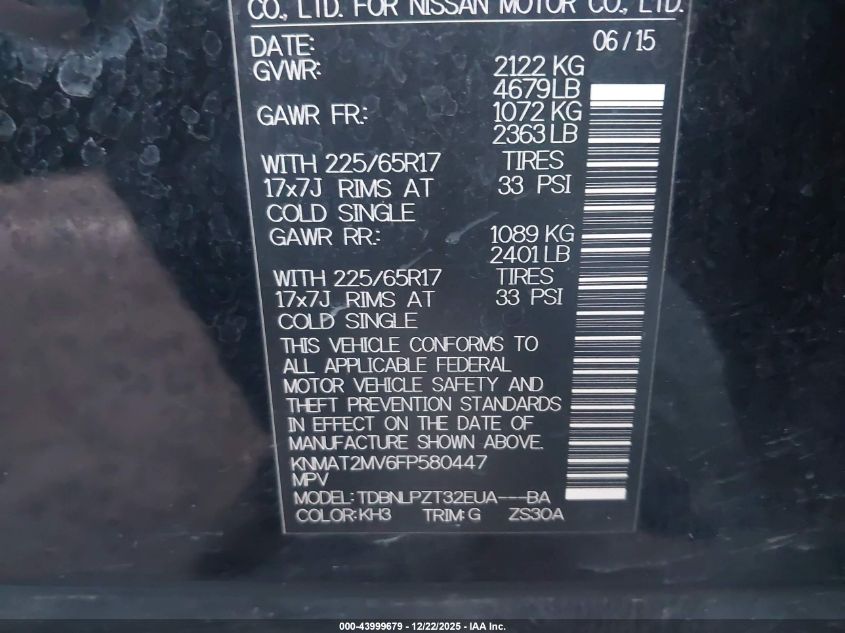 CO., LTD. FOR NISSAN MOTOR CO., LTD.
DATE: 06/15
GVWR: 2122 KG
4679LB
GAWR FR.: 1072 KG
2363LB
WITH 225/65R17 TIRES
17x7J RIMS AT 33 PSI
COLD SINGLE
GAWR RR.: 1089 KG
2401LB
WITH 225/65R17 TIRES
17x7J RIMS AT 33 PSI
COLD SINGLE
THIS VEHICLE CONFORMS TO
ALL APPLICABLE FEDERAL
MOTOR VEHICLE SAFETY AND
THEFT PREVENTION STANDARDS
IN EFFECT ON THE DATE OF
MANUFACTURE SHOWN ABOVE.
KNMAT2MV6FP580447
MPV
MODEL: TDBNLPZT32EUA---BA
COLOR: KH3 TRIM: G ZS30A
000-43999679 - 12/22/2025 - IAA Inc.